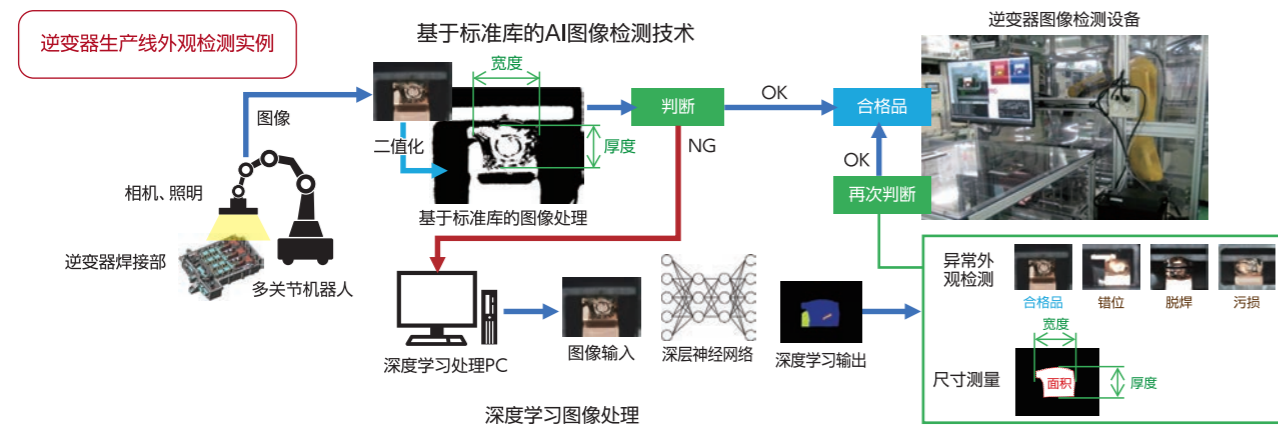 逆变器生产线外观检测实例
基于标准库的AI图像检测技术
逆变器图像检测设备
宽度
图像
二值化
厚度
判断
OK
合格品
NG
OK
再次判断
相机、照明
基于标准库的图像处理
逆变器焊接部
多关节机器人
异常外
观检测
合格品
错位
脱焊
污损
深度学习处理PC
图像输入
深层神经网络
深度学习输出
宽度
尺寸测量
面积
厚度
深度学习图像处理